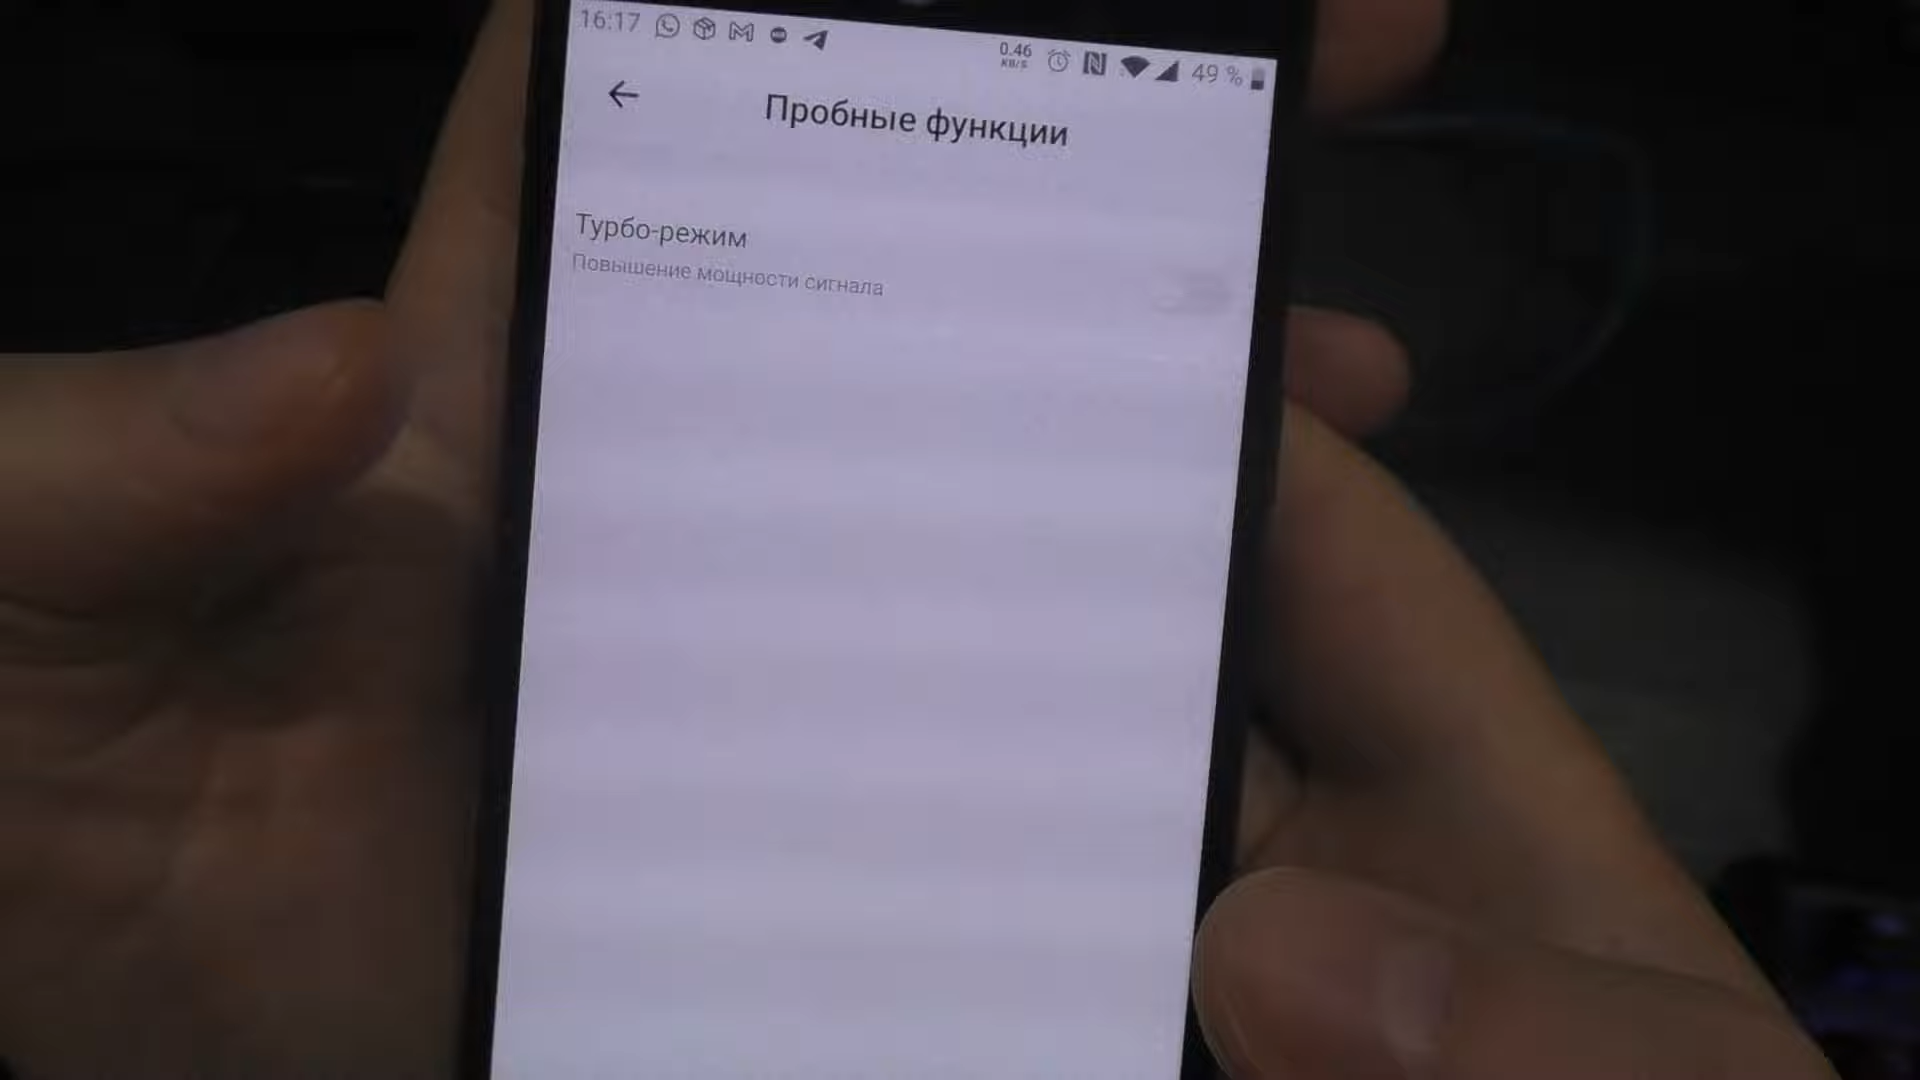 16:17
0.46
KB/S
49 %
Пробные функции
Турбо-режим
Повышение мощности сигнала